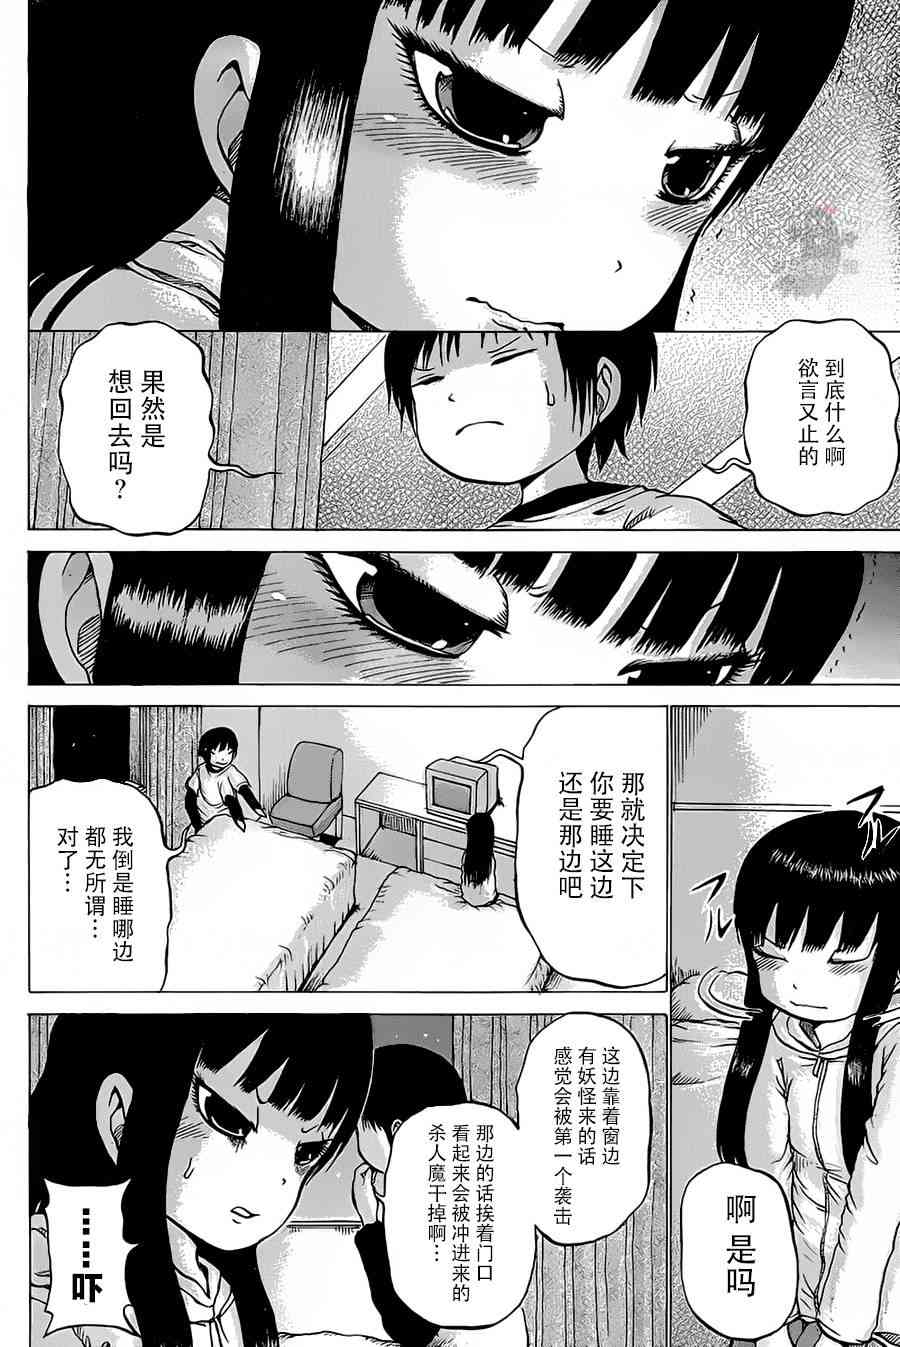 到底什么啊
欲言又止的
果然是
想回去吗？
啊
是
吗
那就决定下
你要睡这边
还是那边吧
我倒是睡哪边
都无所谓…
对了…
这边靠着窗边
有妖怪来的话
感觉会被第一个袭击
那边的话挨着门口
看起来会被冲进来的
杀人魔干掉啊…
……吓